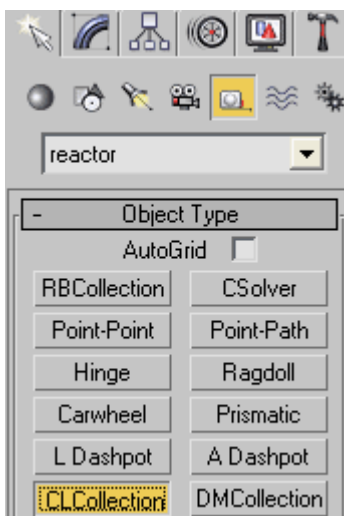 reactor
- Object Type
AutoGrid
RBCollection CSolver
Point-Point Point-Path
Hinge Ragdoll
Carwheel Prismatic
L Dashpot A Dashpot
CLCollection DMCollection